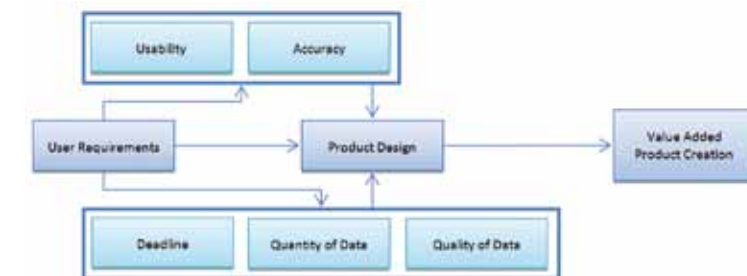 Usability
Accuracy
User Requirements
Product Design
Value Added
Product Creation
Deadline
Quantity of Data
Quality of Data